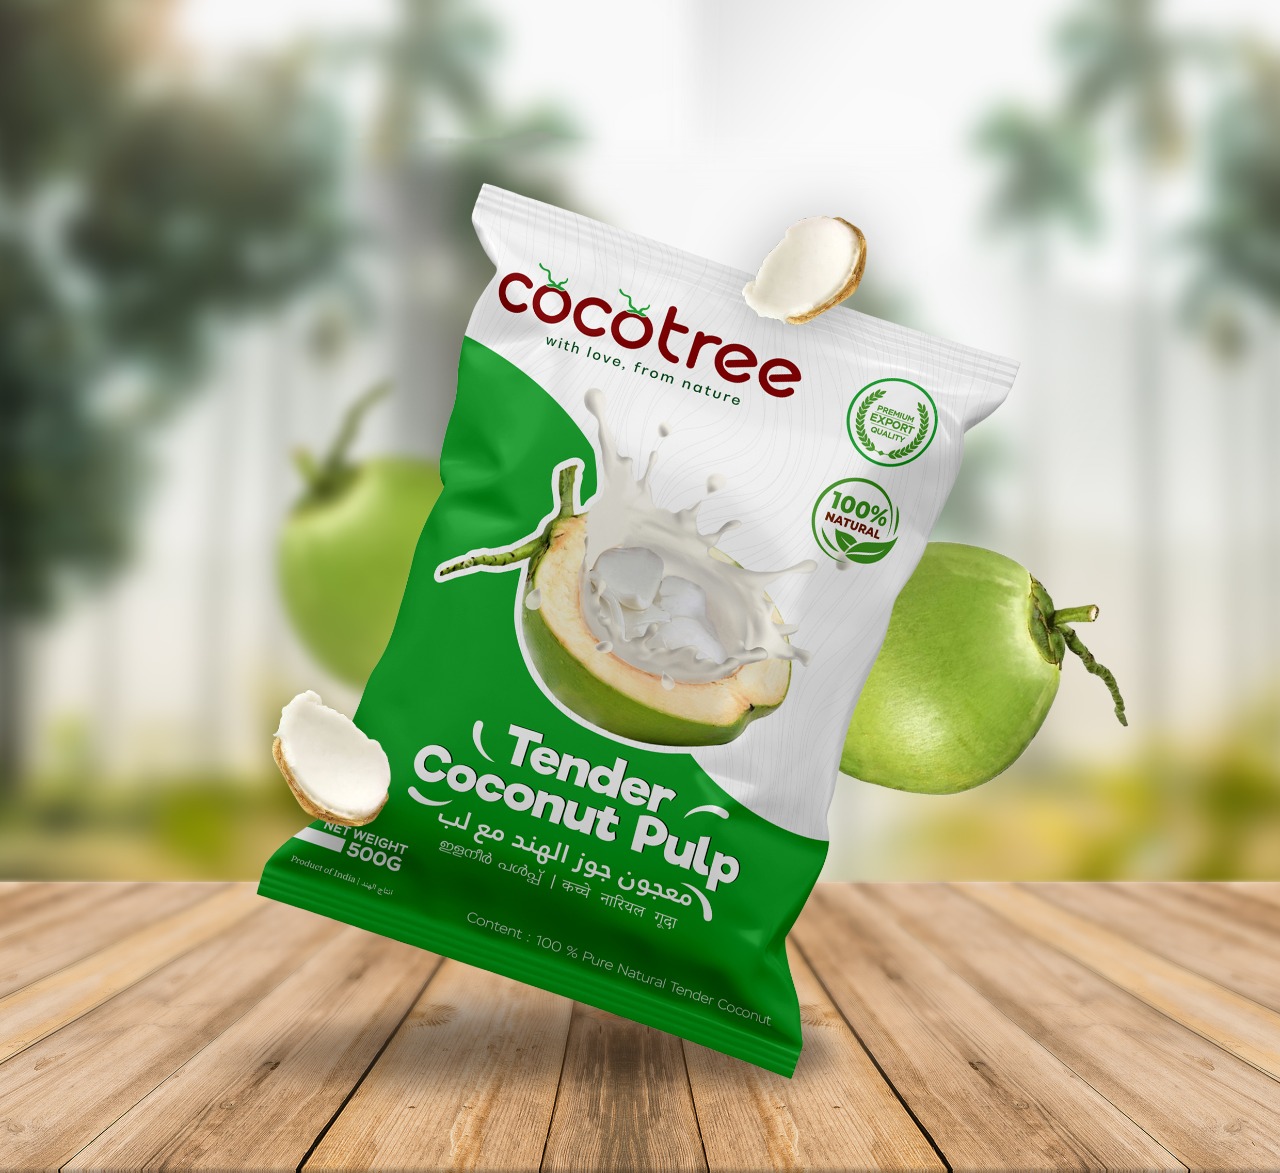 cocotree
with love, from nature
PREMIUM
EXPORT
QUALITY
100%
NATURAL
Tender
Coconut Pulp
معجون جوز الهند مع لب
ഇളനീർ പൾപ്പ് | कच्चे नारियल गूदा
NET WEIGHT
500G
Product of India | انتاج الهند
Content : 100 % Pure Natural Tender Coconut